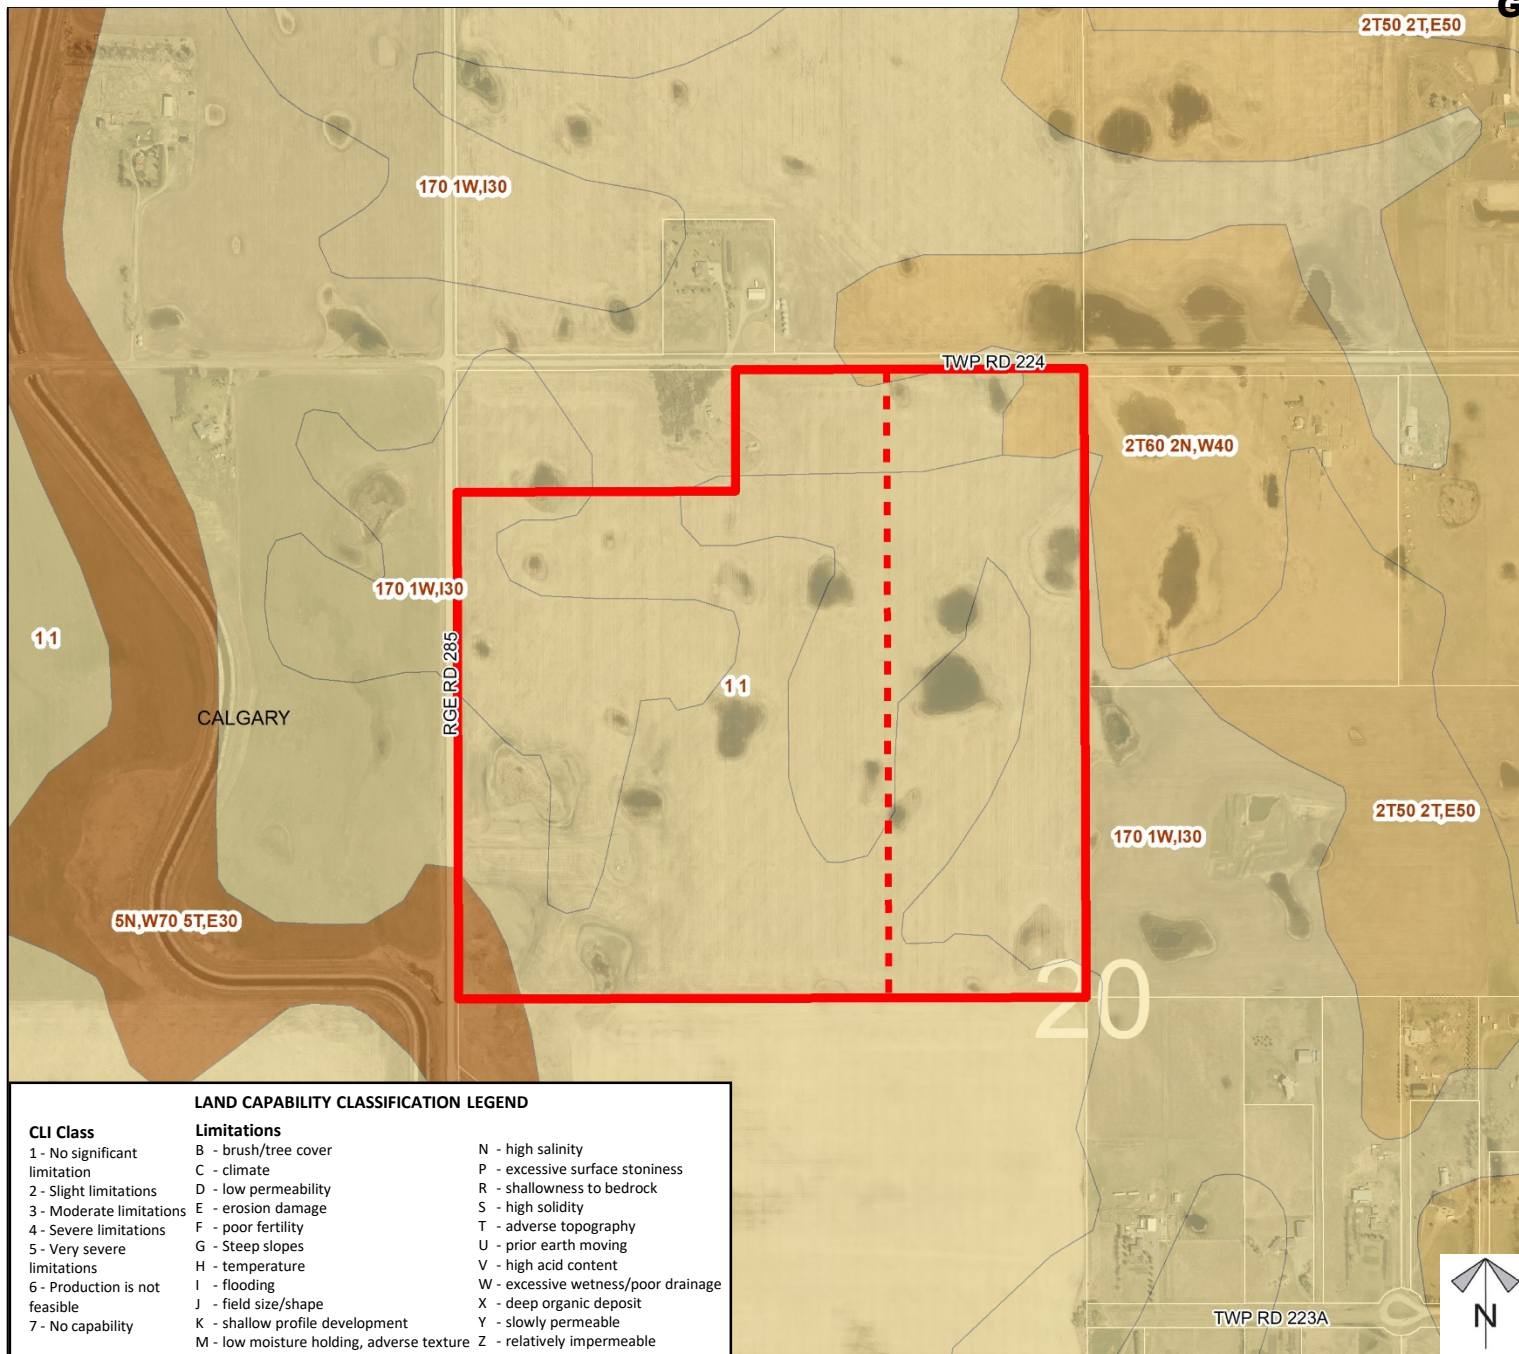 G
2T50 2T,E50
170 1W,I30
TWP RD 224
2T60 2N,W40
170 1W,I30
1 1
RGE RD 285
1 1
CALGARY
2T50 2T,E50
170 1W,I30
5N,W70 5T,E30
20
LAND CAPABILITY CLASSIFICATION LEGEND
CLI Class
1 - No significant
limitation
2 - Slight limitations
3 - Moderate limitations
4 - Severe limitations
5 - Very severe
limitations
6 - Production is not
feasible
7 - No capability
Limitations
B - brush/tree cover
C - climate
D - low permeability
E - erosion damage
F - poor fertility
G - Steep slopes
H - temperature
I - flooding
J - field size/shape
K - shallow profile development
M - low moisture holding, adverse texture
N - high salinity
P - excessive surface stoniness
R - shallowness to bedrock
S - high solidity
T - adverse topography
U - prior earth moving
V - high acid content
W - excessive wetness/poor drainage
X - deep organic deposit
Y - slowly permeable
Z - relatively impermeable
TWP RD 223A
N